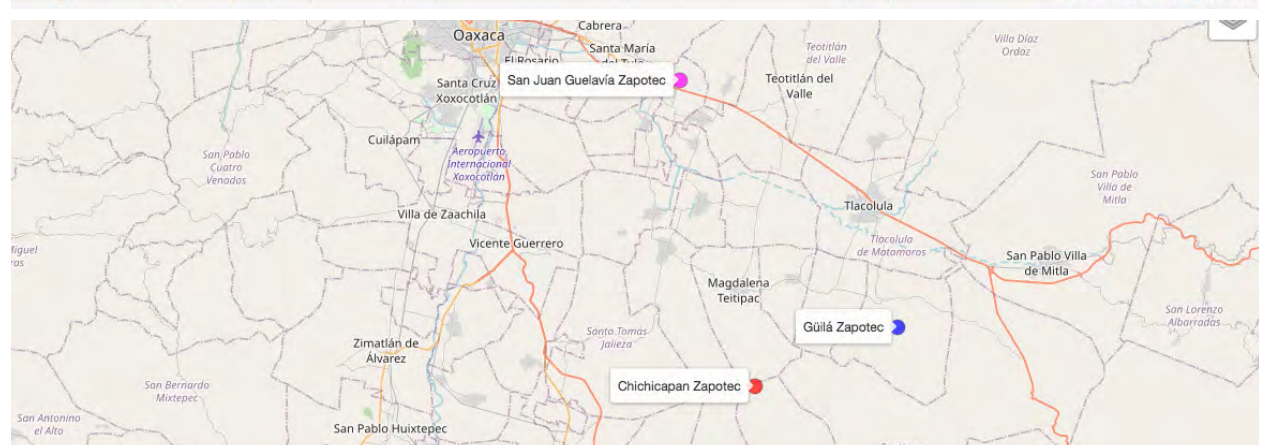 Oaxaca
Cabrera
Santa María
del Tule
El Rosario
Teotitlán
del Valle
Villa Díaz
Ordaz
Santa Cruz
Xoxocotlán
San Juan Guelavía Zapotec
Teotitlán del
Valle
Cuilápam
Aeropuerto
Internacional
Xoxocotlán
San Pablo
Cuatro
Venados
San Pablo
Villa de
Mitla
Villa de Zaachila
Tlacolula
Vicente Guerrero
Tlacolula
de Matamoros
San Pablo Villa
de Mitla
Magdalena
Teitipac
Güilá Zapotec
San Lorenzo
Albarradas
Santo Tomás
Jalieza
Zimatlán de
Álvarez
Chichicapan Zapotec
San Bernardo
Mixtepec
San Antonino
el Alto
San Pablo Huixtepec